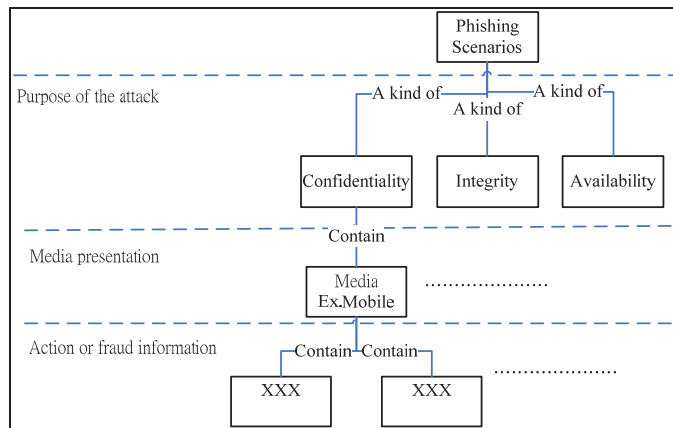 Phishing
Scenarios
Purpose of the attack
A kind of
A kind of
A kind of
Confidentiality
Integrity
Availability
Contain
Media presentation
Media
Ex.Mobile
......................
Action or fraud information
Contain
Contain
......................
XXX
XXX